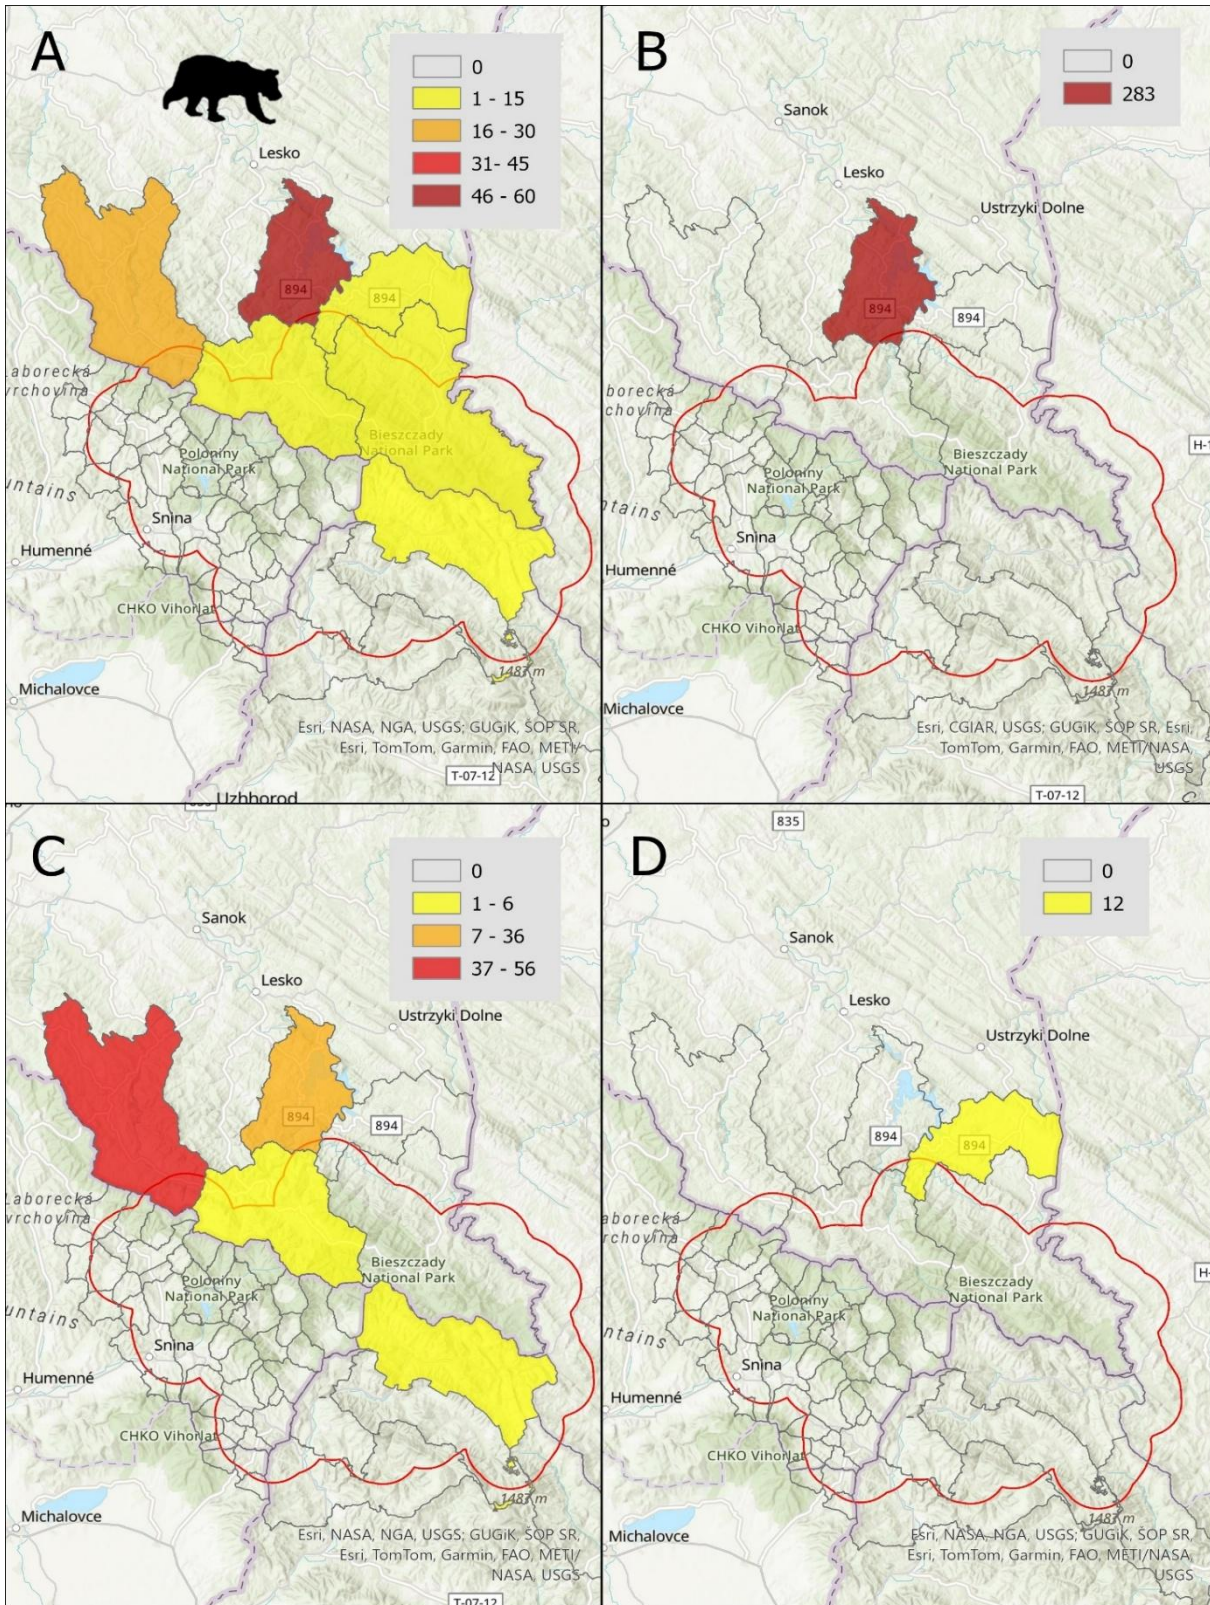 A
0
1 - 15
16 - 30
31- 45
46 - 60
Lesko
894
894
Laborecká
vrchovina
Bieszczady
National Park
Poloniny
National Park
untains
Snina
Humenné
CHKO Vihorlat
1487 m
Michalovce
Esri, NASA, NGA, USGS; GUGiK, ŠOP SR,
Esri, TomTom, Garmin, FAO, METI/
NASA, USGS
T-07-12
Uzhhorod
B
0
283
Sanok
Lesko
Ustrzyki Dolne
894
894
aborecká
rchovina
H-1
Bieszczady
National Park
Poloniny
National Park
ntains
Snina
Humenné
CHKO Vihorlat
1487 m
Michalovce
Esri, CGIAR, USGS; GUGiK, ŠOP SR, Esri,
TomTom, Garmin, FAO, METI/NASA,
USGS
T-07-12
C
0
1 - 6
7 - 36
37 - 56
Sanok
Lesko
Ustrzyki Dolne
894
894
Laborecká
vrchovina
Bieszczady
National Park
Poloniny
National Park
untains
Snina
Humenné
CHKO Vihorlat
1487 m
Michalovce
Esri, NASA, NGA, USGS; GUGiK, ŠOP SR,
Esri, TomTom, Garmin, FAO, METI/
NASA, USGS
T-07-12
D
835
0
12
Sanok
Lesko
Ustrzyki Dolne
894
894
aborecká
rchovina
H-
Bieszczady
National Park
Poloniny
National Park
ntains
Snina
Humenné
CHKO Vihorlat
1487 m
Michalovce
Esri, NASA, NGA, USGS; GUGiK, ŠOP SR,
Esri, TomTom, Garmin, FAO, METI/NASA,
USGS